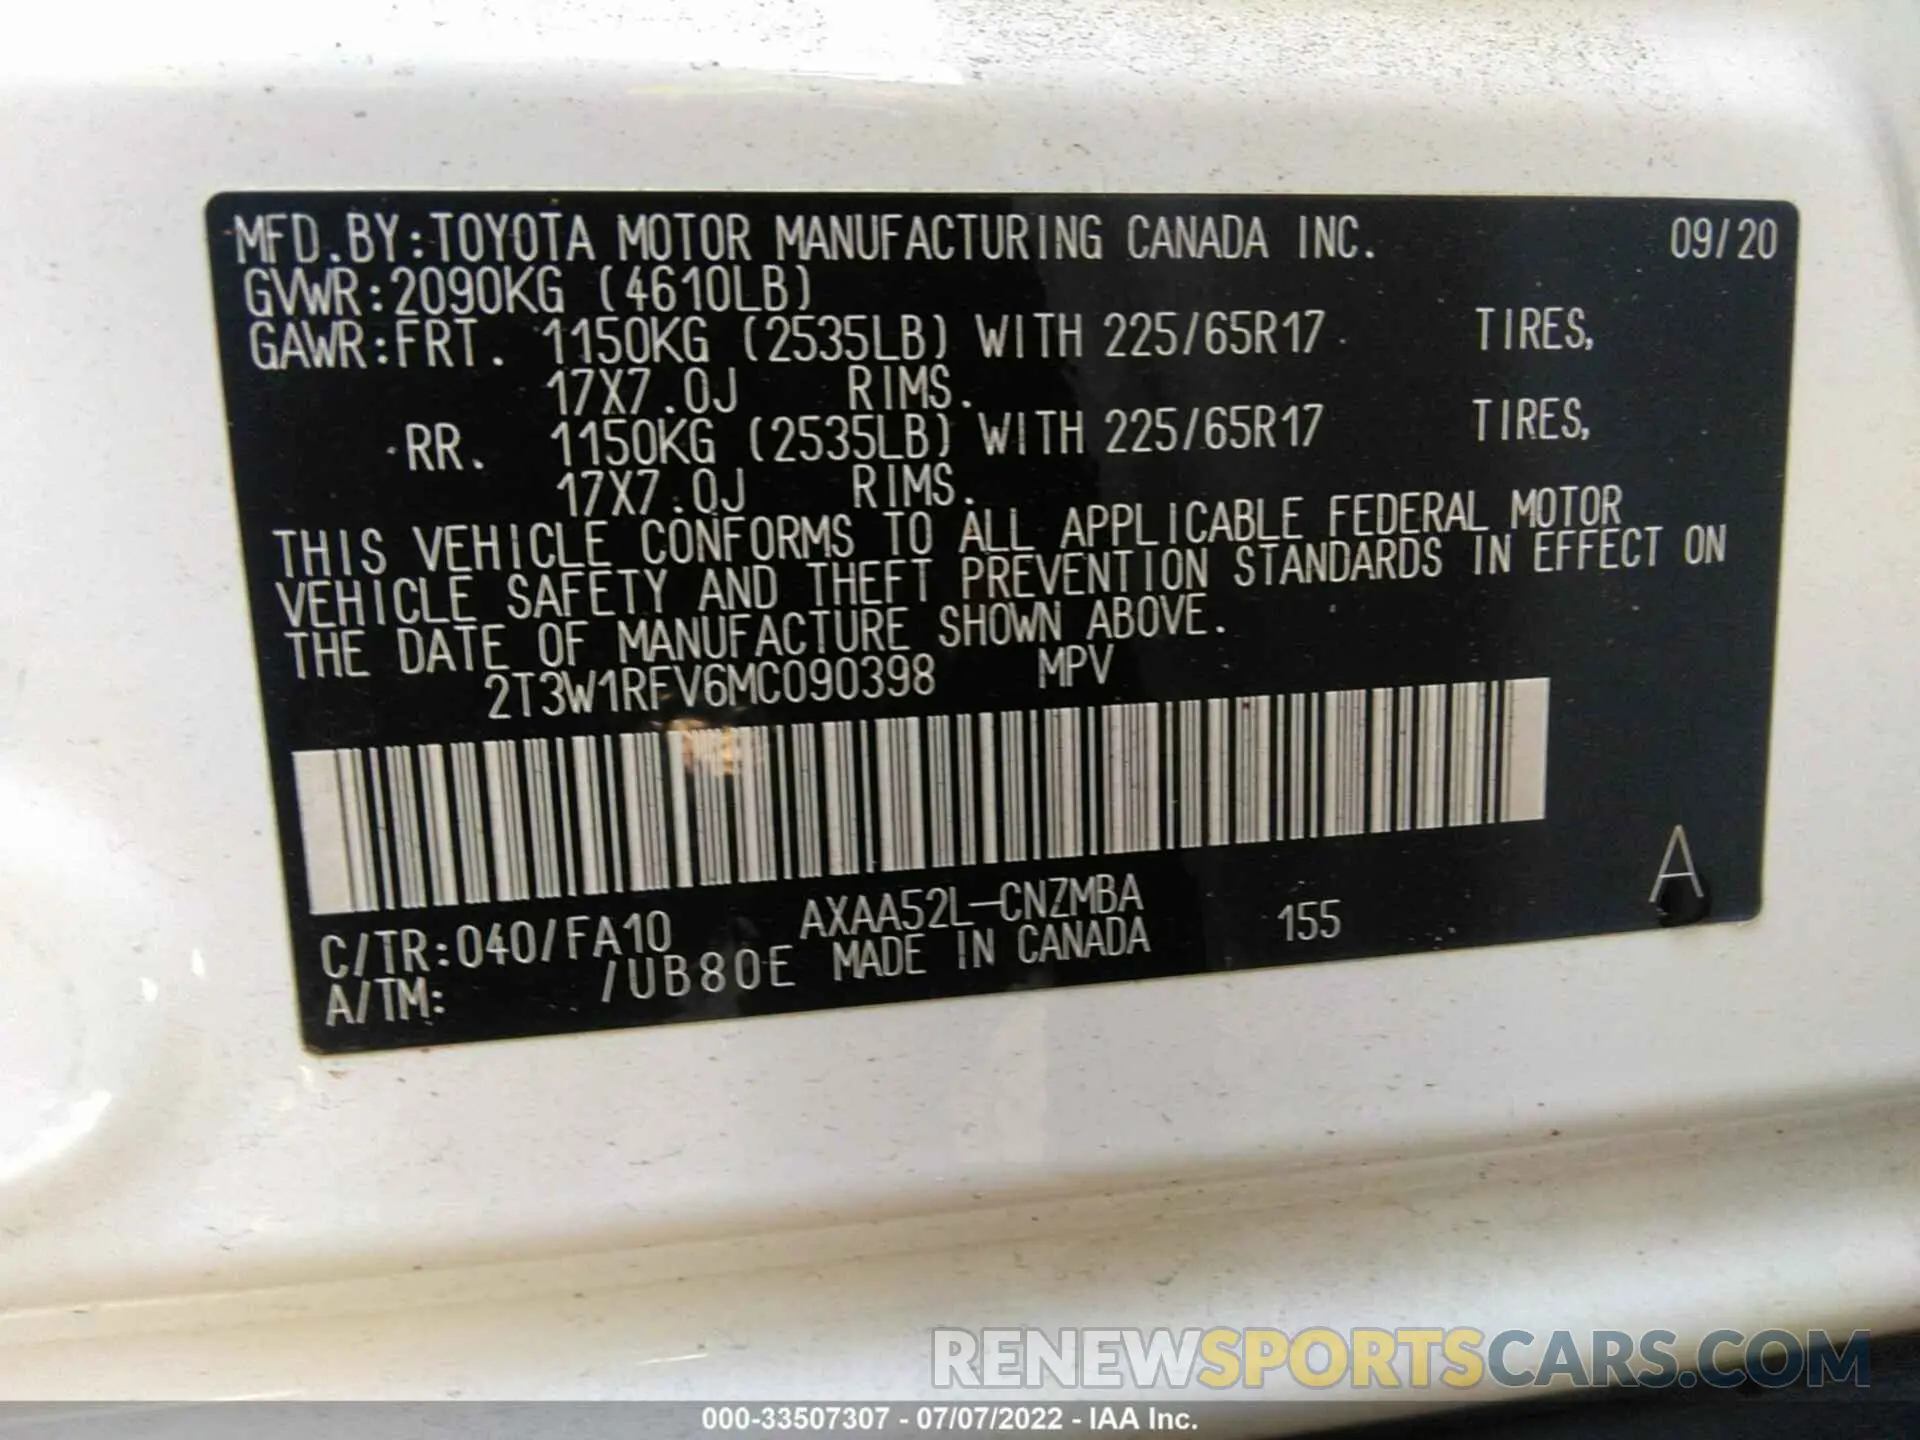 MFD.BY:TOYOTA MOTOR MANUFACTURING CANADA INC. 09/20
GVWR:2090KG (4610LB)
GAWR:FRT. 1150KG (2535LB) WITH 225/65R17 TIRES,
17X7.0J RIMS.
RR. 1150KG (2535LB) WITH 225/65R17 TIRES,
17X7.0J RIMS.
THIS VEHICLE CONFORMS TO ALL APPLICABLE FEDERAL MOTOR
VEHICLE SAFETY AND THEFT PREVENTION STANDARDS IN EFFECT ON
THE DATE OF MANUFACTURE SHOWN ABOVE.
2T3W1RFV6MC090398 MPV
A
C/TR:040/FA10 AXAA52L-CNZMBA 155
A/TM: /UB80E MADE IN CANADA
RENEWSPORTSCARS.COM
000-33507307 - 07/07/2022 - IAA Inc.